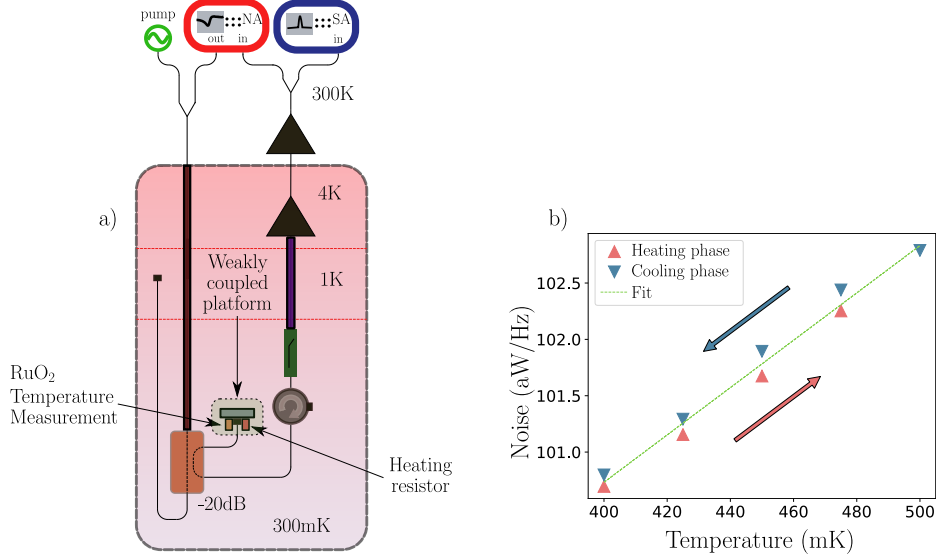 pump
NA
out in
SA
in
300K
a)
4K
Weakly
coupled
platform
1K
RuO2
Temperature
Measurement
Heating
resistor
-20dB
300mK
b)
Heating phase
Cooling phase
Fit
Noise (aW/Hz)
102.5
102.0
101.5
101.0
400 420 440 460 480 500
Temperature (mK)